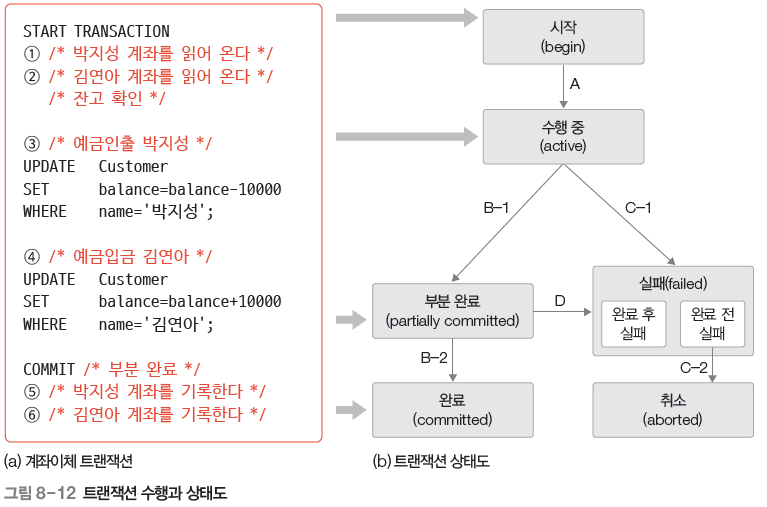 START TRANSACTION
① /* 박지성 계좌를 읽어 온다 */
② /* 김연아 계좌를 읽어 온다 */
/* 잔고 확인 */
③ /* 예금인출 박지성 */
UPDATE Customer
SET balance=balance-10000
WHERE name='박지성';
④ /* 예금입금 김연아 */
UPDATE Customer
SET balance=balance+10000
WHERE name='김연아';
COMMIT /* 부분 완료 */
⑤ /* 박지성 계좌를 기록한다 */
⑥ /* 김연아 계좌를 기록한다 */
(a) 계좌이체 트랜잭션
시작
(begin)
A
수행 중
(active)
B-1
C-1
부분 완료
(partially committed)
D
실패(failed)
완료 후
실패
완료 전
실패
B-2
C-2
완료
(committed)
취소
(aborted)
(b) 트랜잭션 상태도
그림 8-12 트랜잭션 수행과 상태도